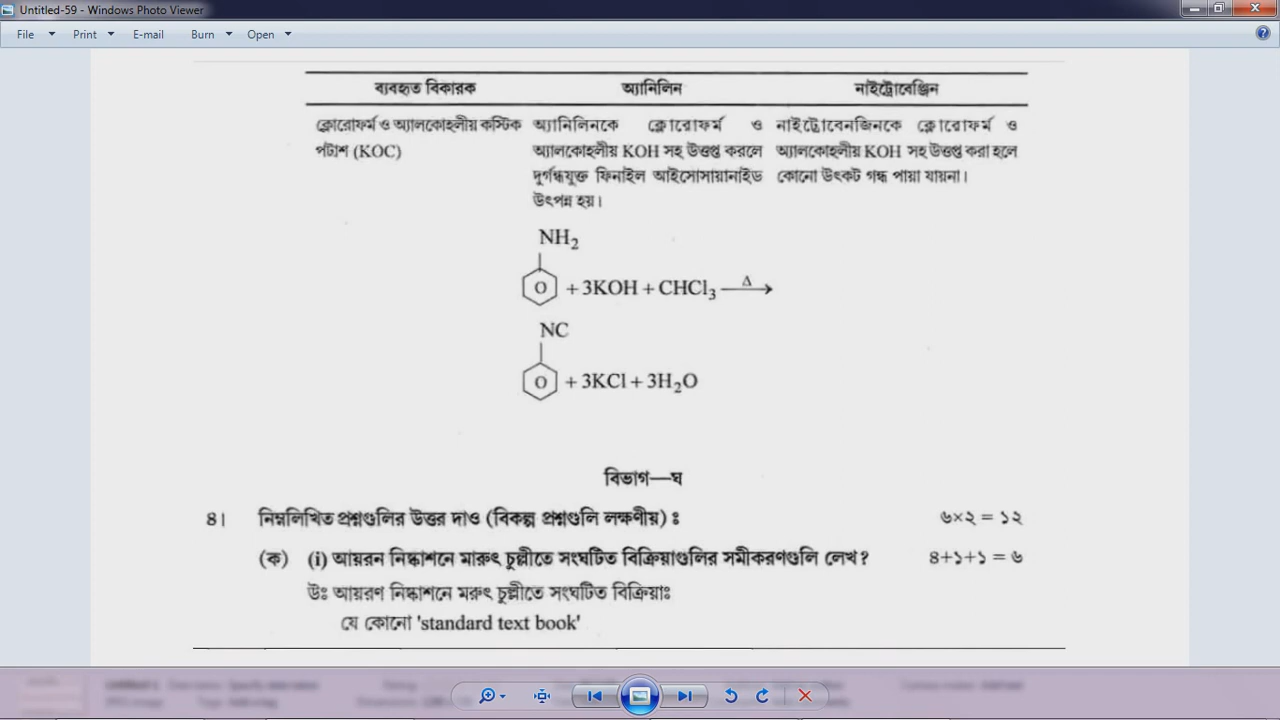 Untitled-59 - Windows Photo Viewer
File Print E-mail Burn Open
ব্যবহৃত বিকারক অ্যানিলিন নাইট্রোবেঞ্জিন
ক্লোরোফর্ম ও অ্যালকোহলীয় কস্টিক অ্যানিলিনকে ক্লোরোফর্ম ও নাইট্রোবেনজিনকে ক্লোরোফর্ম ও
পটাশ (KOC) অ্যালকোহলীয় KOH সহ উত্তপ্ত করলে অ্যালকোহলীয় KOH সহ উত্তপ্ত করা হলে
দুর্গন্ধযুক্ত ফিনাইল আইসোসায়ানাইড কোনো উৎকট গন্ধ পাওয়া যায়না।
উৎপন্ন হয়।
NH₂
O + 3KOH + CHCl₃ —Δ→
NC
O + 3KCl + 3H₂O
বিভাগ—ঘ
৪। নিম্নলিখিত প্রশ্নগুলির উত্তর দাও (বিকল্প প্রশ্নগুলি লক্ষণীয়) ঃ ৬×২ = ১২
(ক) (i) আয়রন নিষ্কাশনে মারুৎ চুল্লীতে সংঘটিত বিক্রিয়াগুলির সমীকরণগুলি লেখ? ৪+১+১ = ৬
উঃ আয়রণ নিষ্কাশনে মরুৎ চুল্লীতে সংঘটিত বিক্রিয়াঃ
যে কোনো 'standard text book'